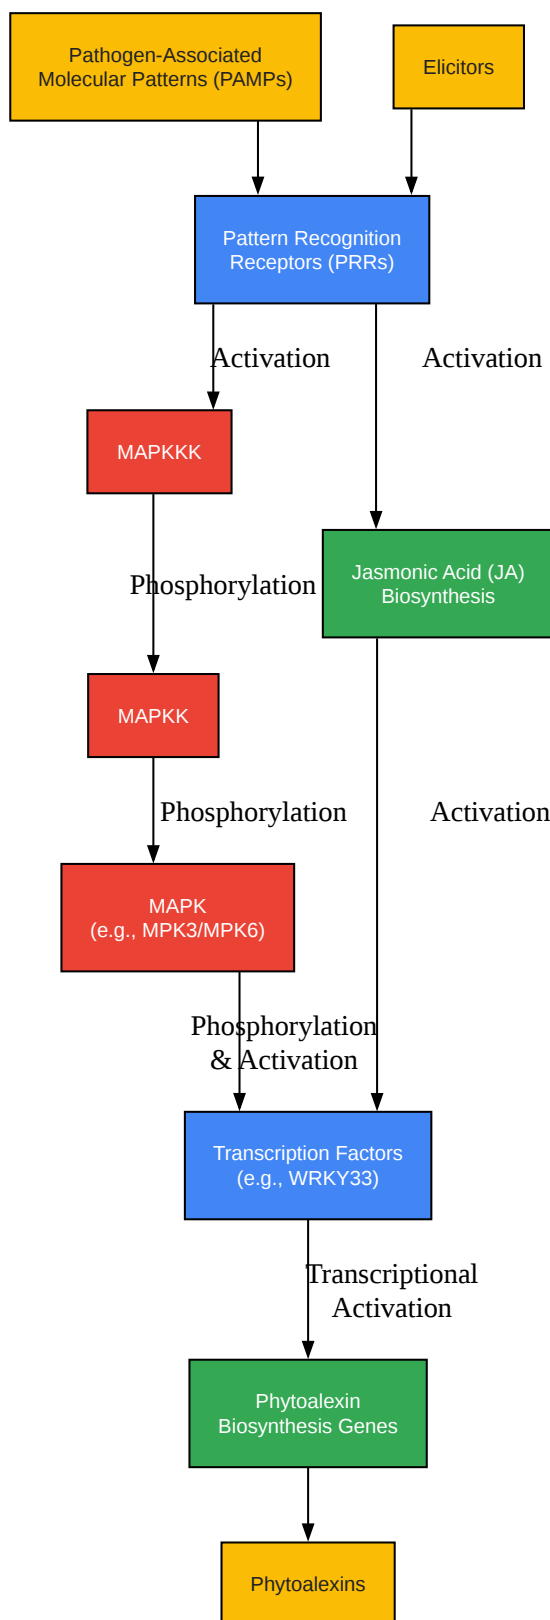 Pathogen-Associated
Molecular Patterns (PAMPs)
Elicitors
Pattern Recognition
Receptors (PRRs)
Activation
Activation
MAPKKK
Jasmonic Acid (JA)
Biosynthesis
Phosphorylation
MAPKK
Phosphorylation
Activation
MAPK
(e.g., MPK3/MPK6)
Phosphorylation
& Activation
Transcription Factors
(e.g., WRKY33)
Transcriptional
Activation
Phytoalexin
Biosynthesis Genes
Phytoalexins